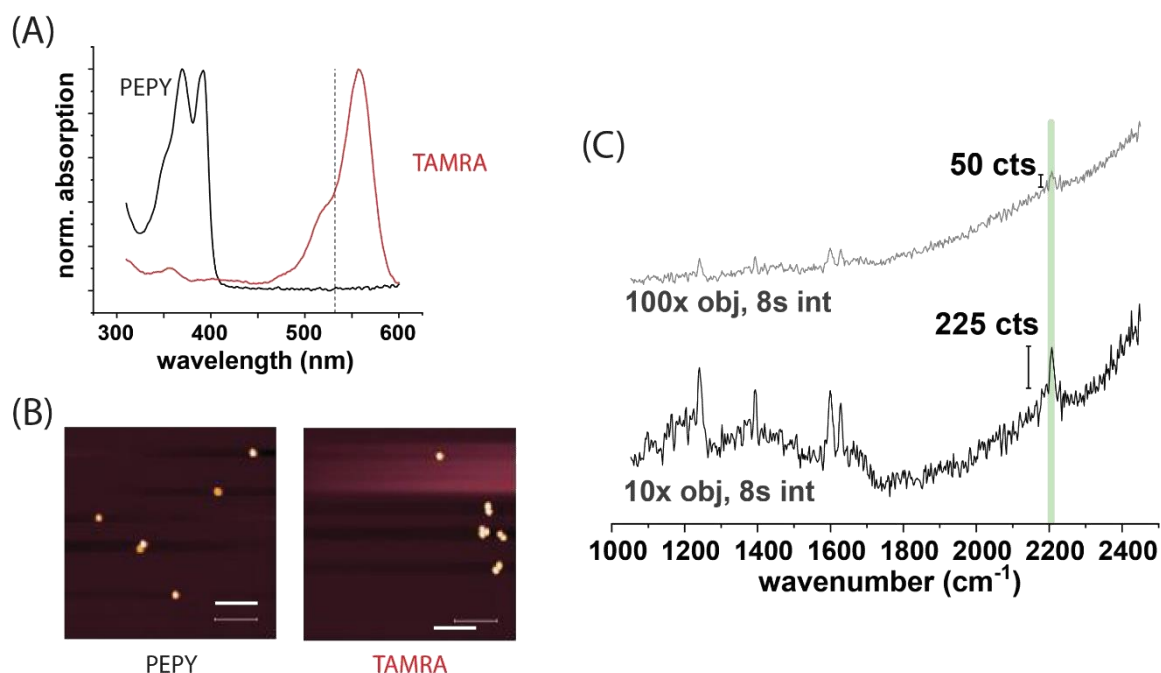 (A)
PEPY
TAMRA
norm. absorption
300 400 500 600
wavelength (nm)
(B)
PEPY
TAMRA
(C)
50 cts
100x obj, 8s int
225 cts
10x obj, 8s int
1000 1200 1400 1600 1800 2000 2200 2400
wavenumber (cm⁻¹)